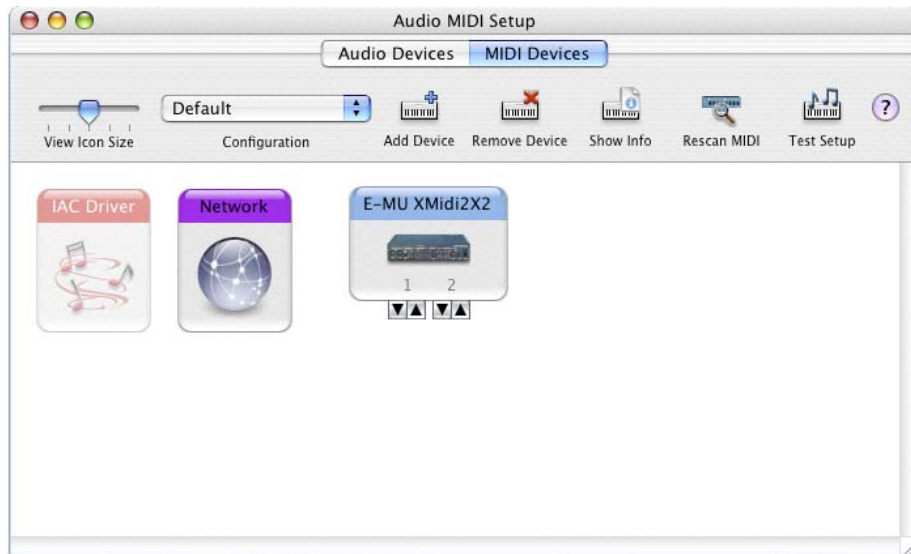 Audio MIDI Setup
Audio Devices MIDI Devices
Default
?
View Icon Size Configuration Add Device Remove Device Show Info Rescan MIDI Test Setup
IAC Driver Network E-MU XMidi2X2
1 2